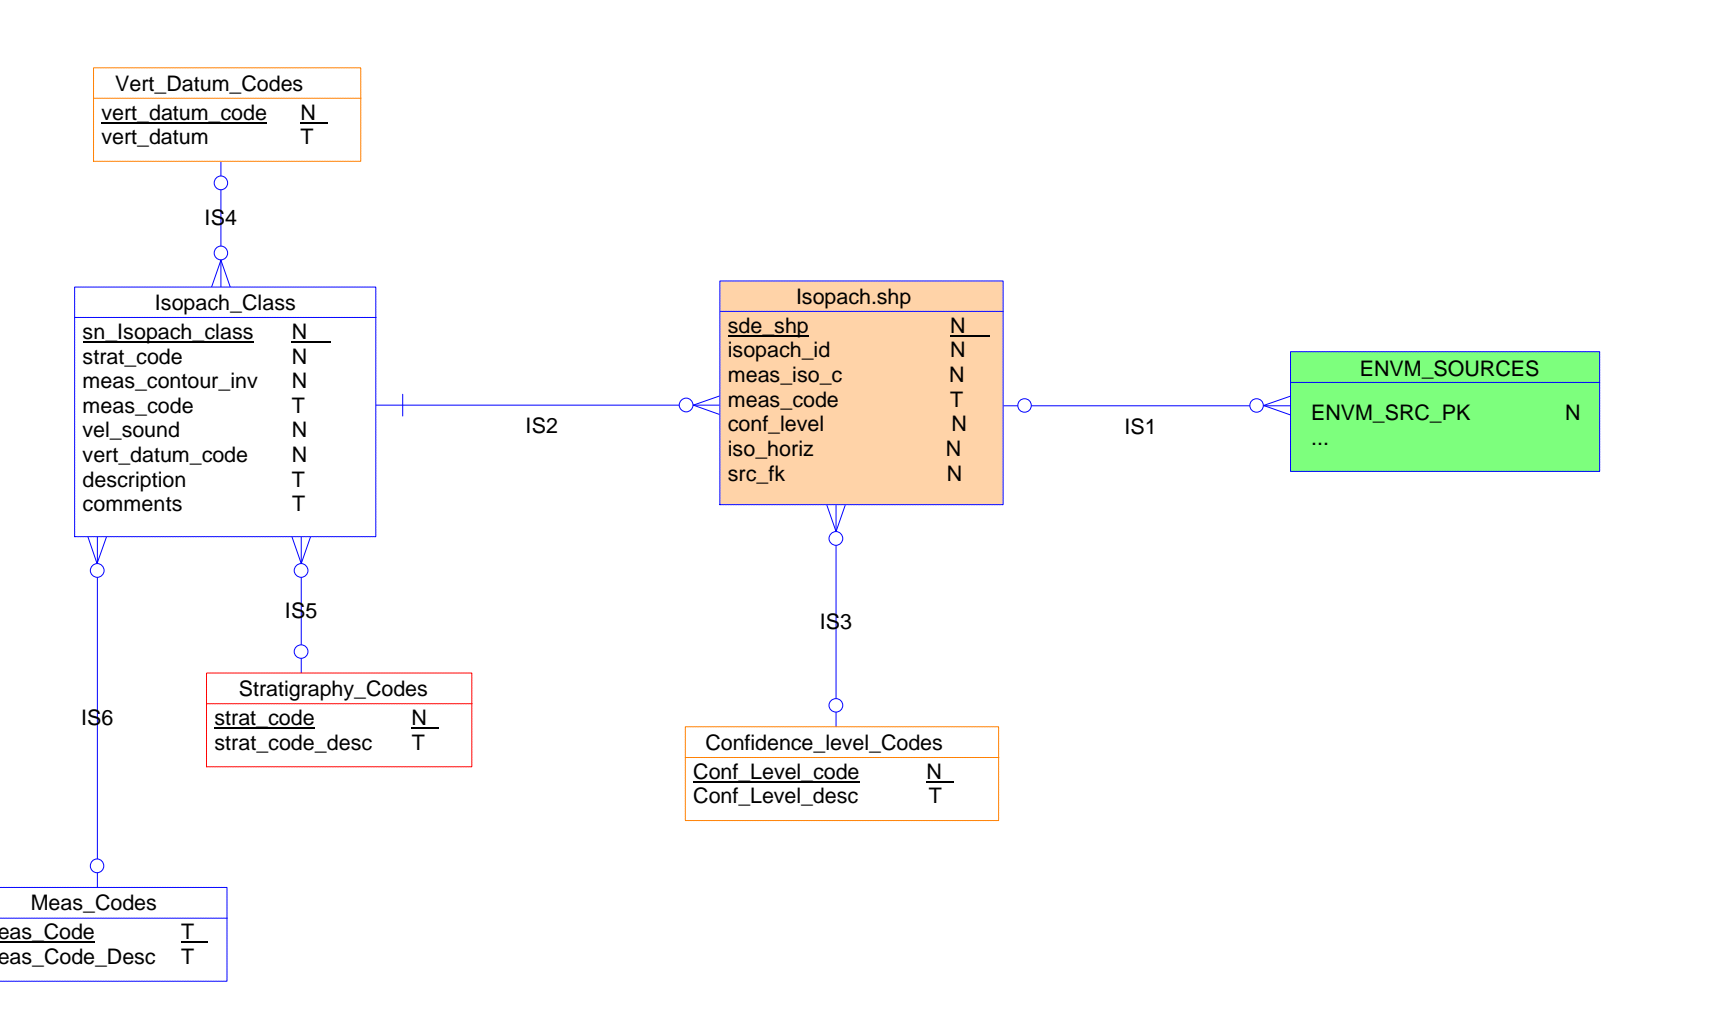 Vert_Datum_Codes
vert_datum_code N
vert_datum T
IS4
Isopach_Class
sn_Isopach_class N
strat_code N
meas_contour_inv N
meas_code T
vel_sound N
vert_datum_code N
description T
comments T
IS2
Isopach.shp
sde_shp N
isopach_id N
meas_iso_c N
meas_code T
conf_level N
iso_horiz N
src_fk N
IS1
ENVM_SOURCES
ENVM_SRC_PK N
...
IS5
IS3
IS6
Stratigraphy_Codes
strat_code N
strat_code_desc T
Confidence_level_Codes
Conf_Level_code N
Conf_Level_desc T
Meas_Codes
eas_Code T
eas_Code_Desc T